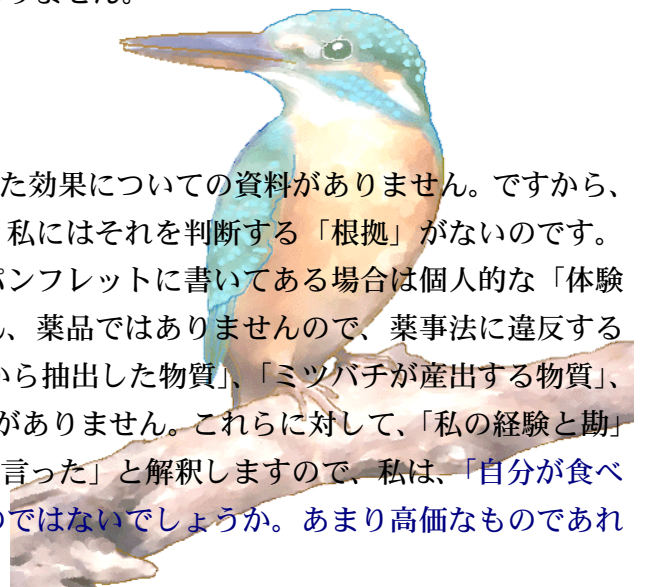 りません。
た効果についての資料がありません。ですから、
私にはそれを判断する「根拠」がないのです。
パンフレットに書いてある場合は個人的な「体験
、薬品ではありませんので、薬事法に違反する
から抽出した物質」、「ミツバチが産出する物質」、
がありません。これらに対して、「私の経験と勘」
言った」と解釈しますので、私は、「自分が食べ
のではないでしょうか。あまり高価なものであれ